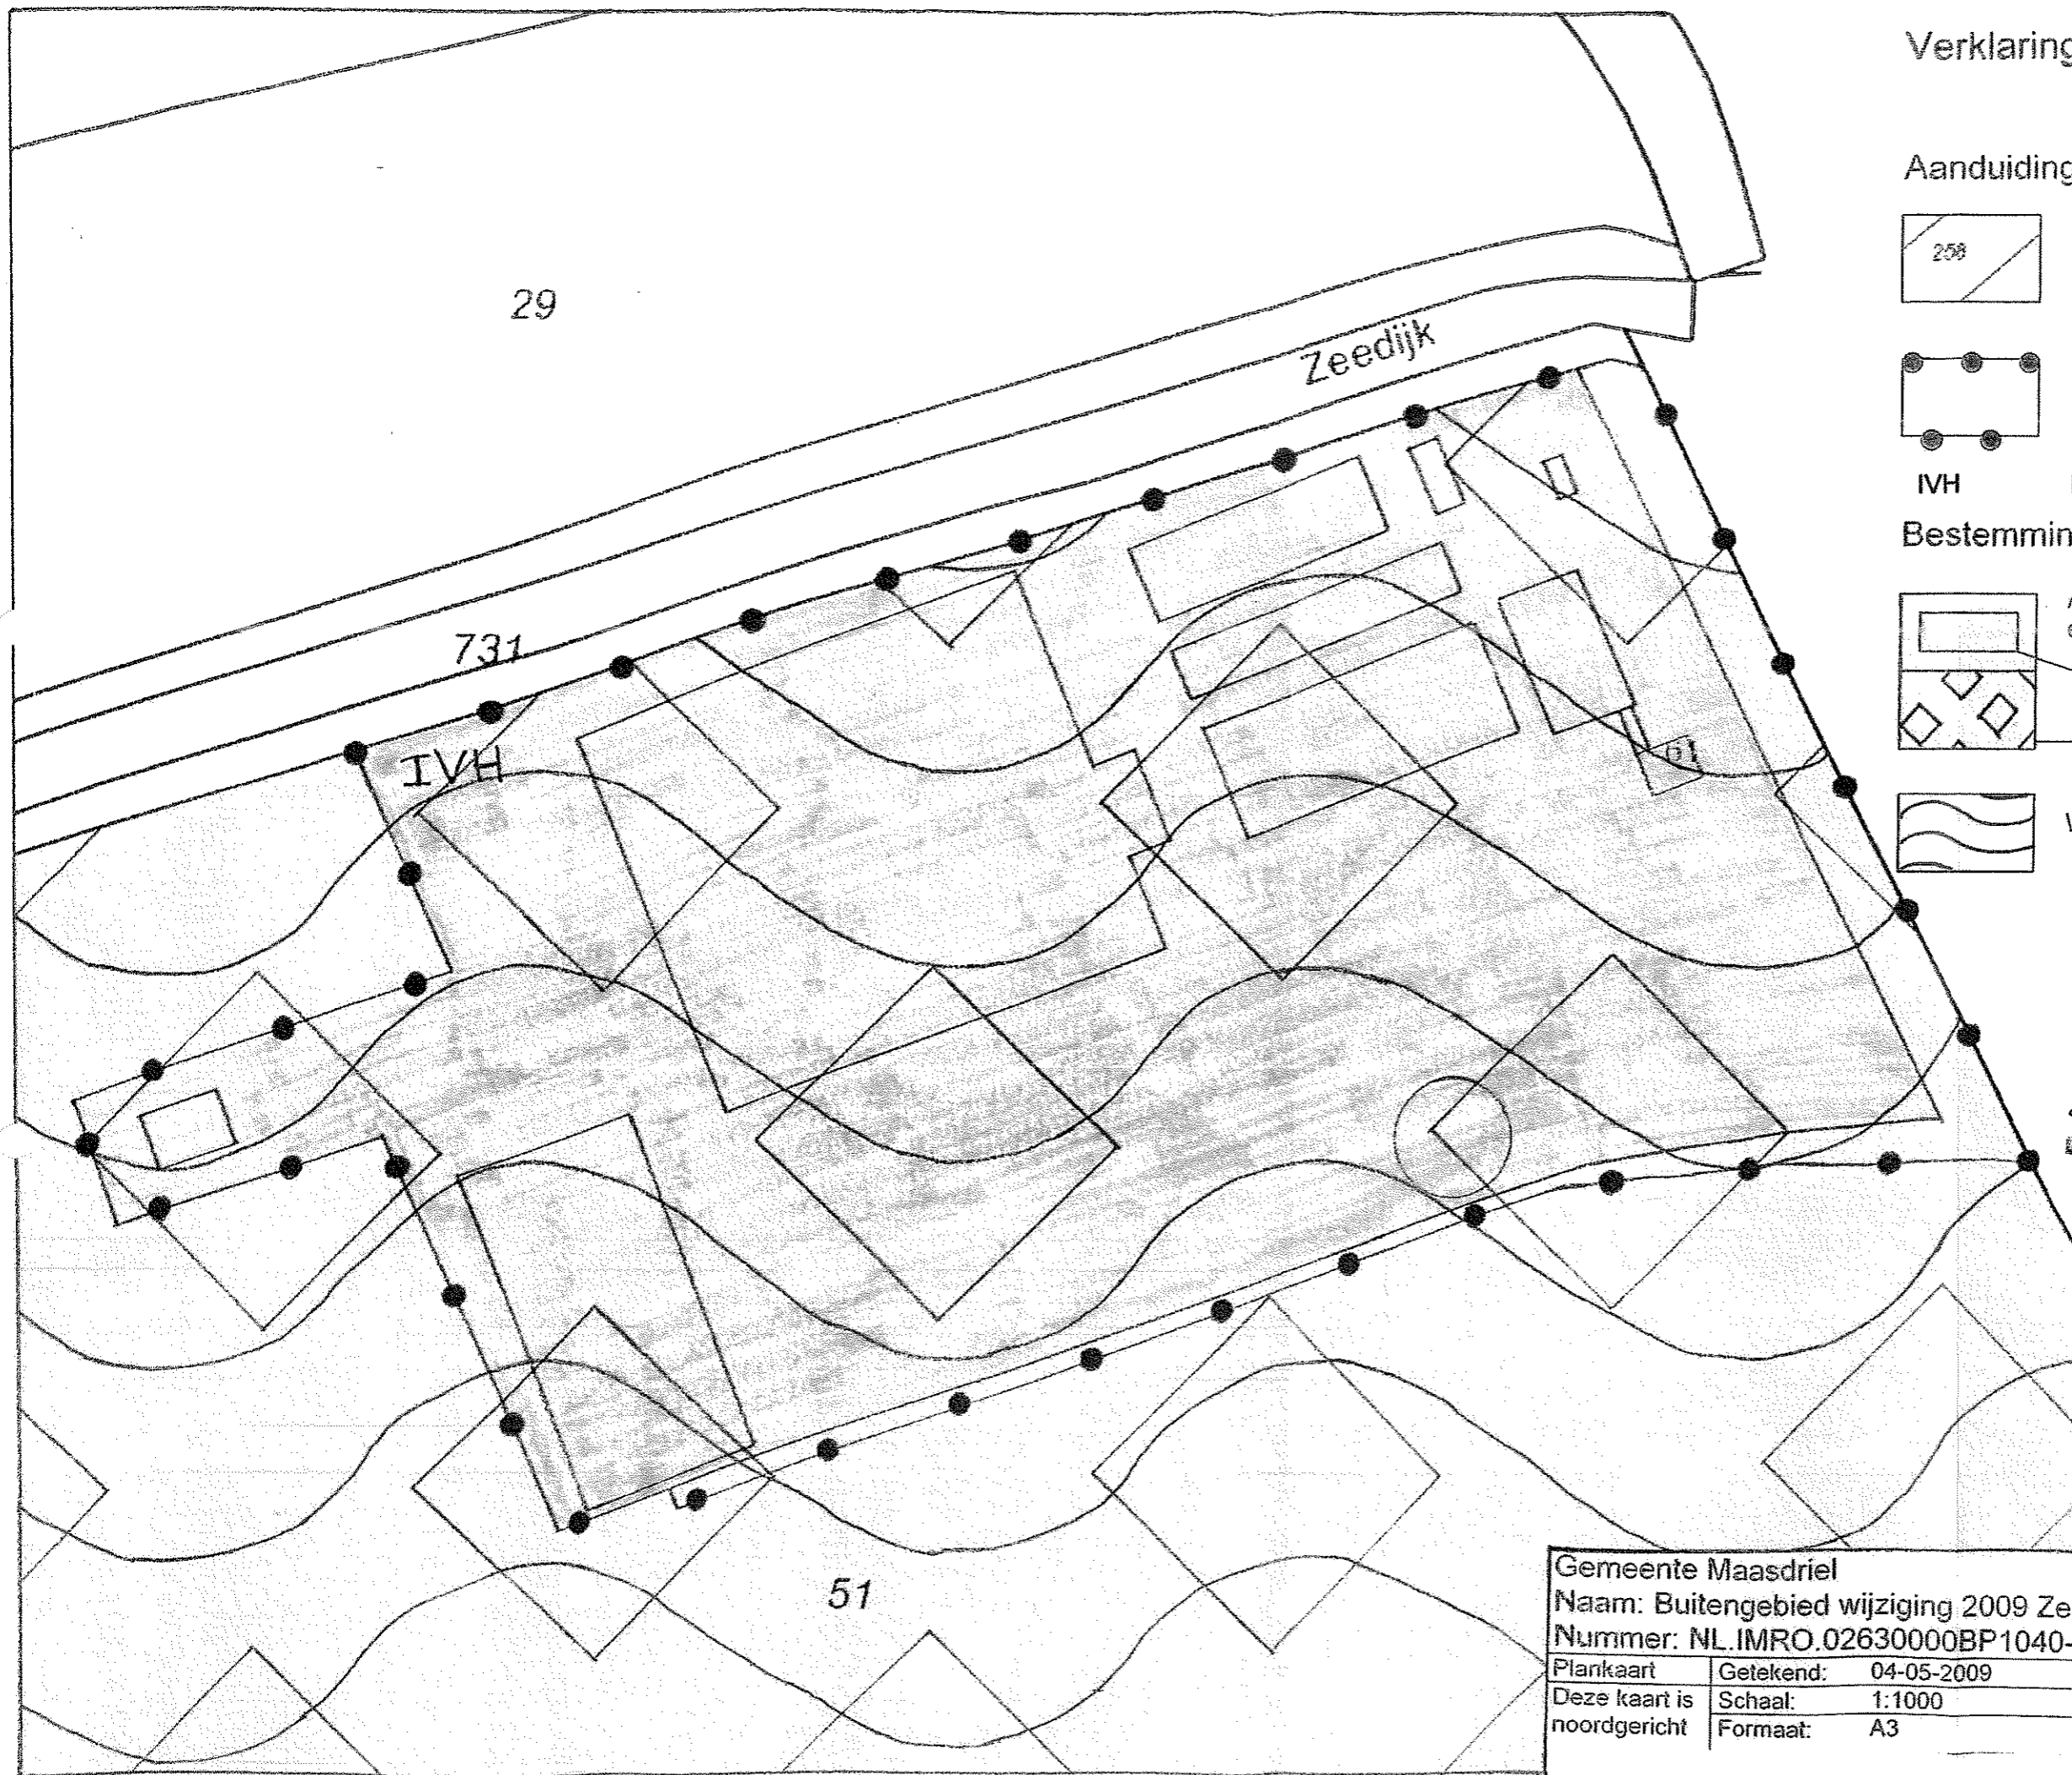 Verklaring
Aanduiding
258
IVH
Bestemmin
29
Zeedijk
731
IVH
51
Gemeente Maasdriel
Naam: Buitengebied wijziging 2009 Ze
Nummer: NL.IMRO.02630000BP1040-
Plankaart Getekend: 04-05-2009
Deze kaart is Schaal: 1:1000
noordgericht Formaat: A3